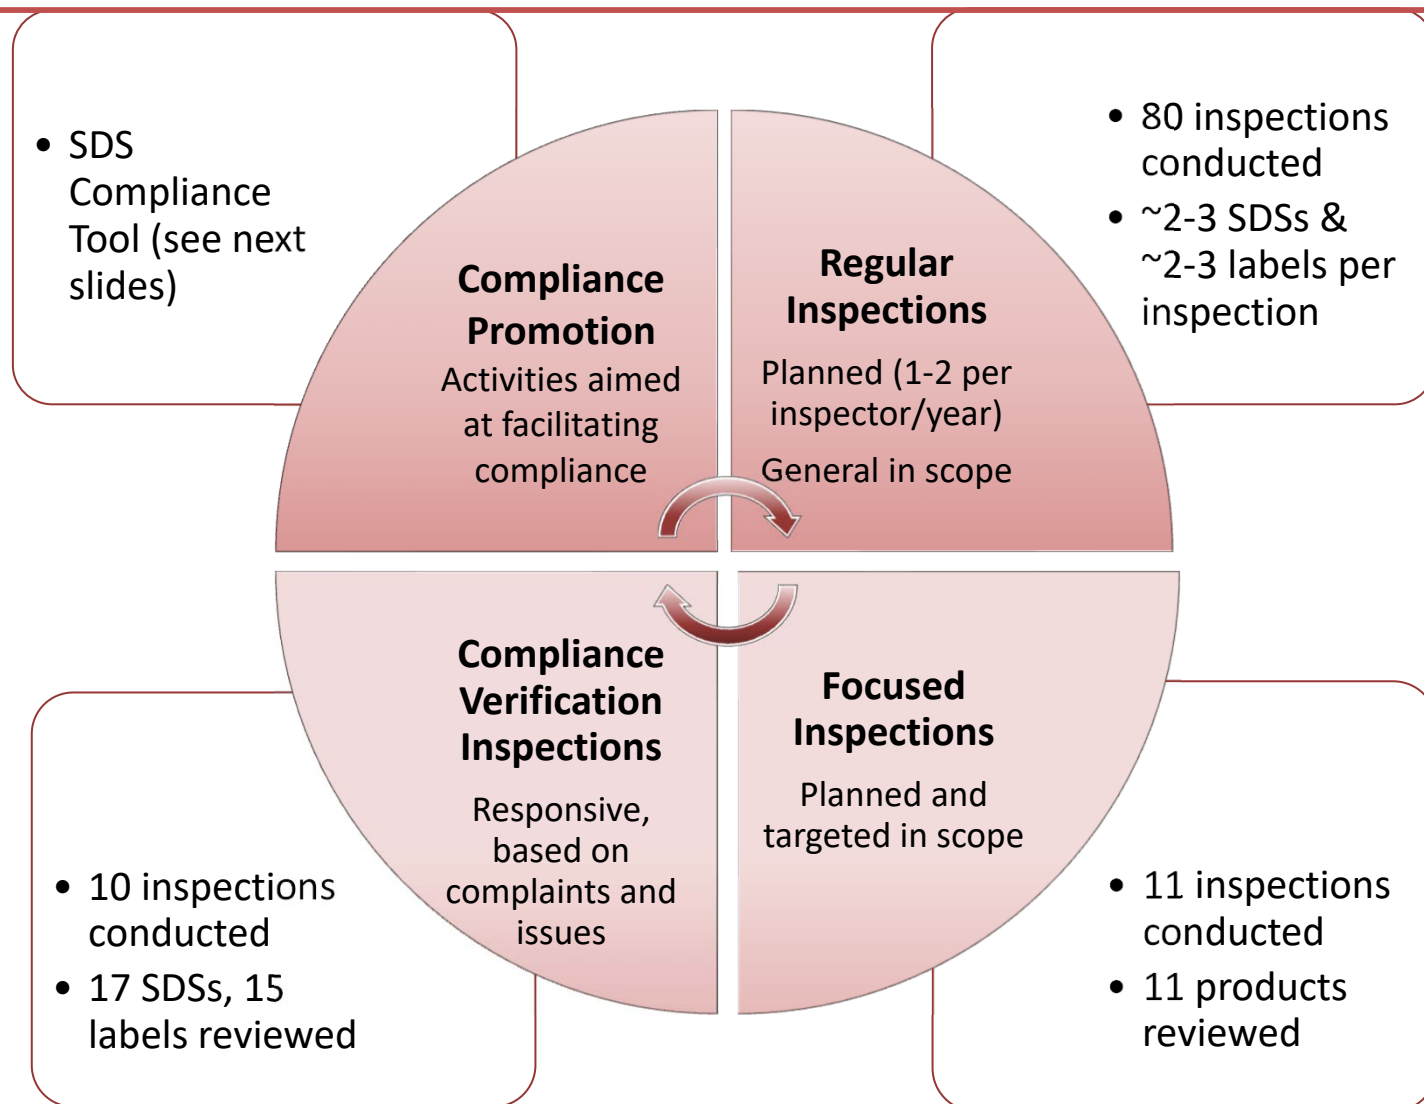 • SDS
Compliance
Tool (see next
slides)
Compliance
Promotion
Activities aimed
at facilitating
compliance
Regular
Inspections
Planned (1-2 per
inspector/year)
General in scope
• 80 inspections
conducted
• ~2-3 SDSs &
~2-3 labels per
inspection
Compliance
Verification
Inspections
Responsive,
based on
complaints and
issues
• 10 inspections
conducted
• 17 SDSs, 15
labels reviewed
Focused
Inspections
Planned and
targeted in scope
• 11 inspections
conducted
• 11 products
reviewed